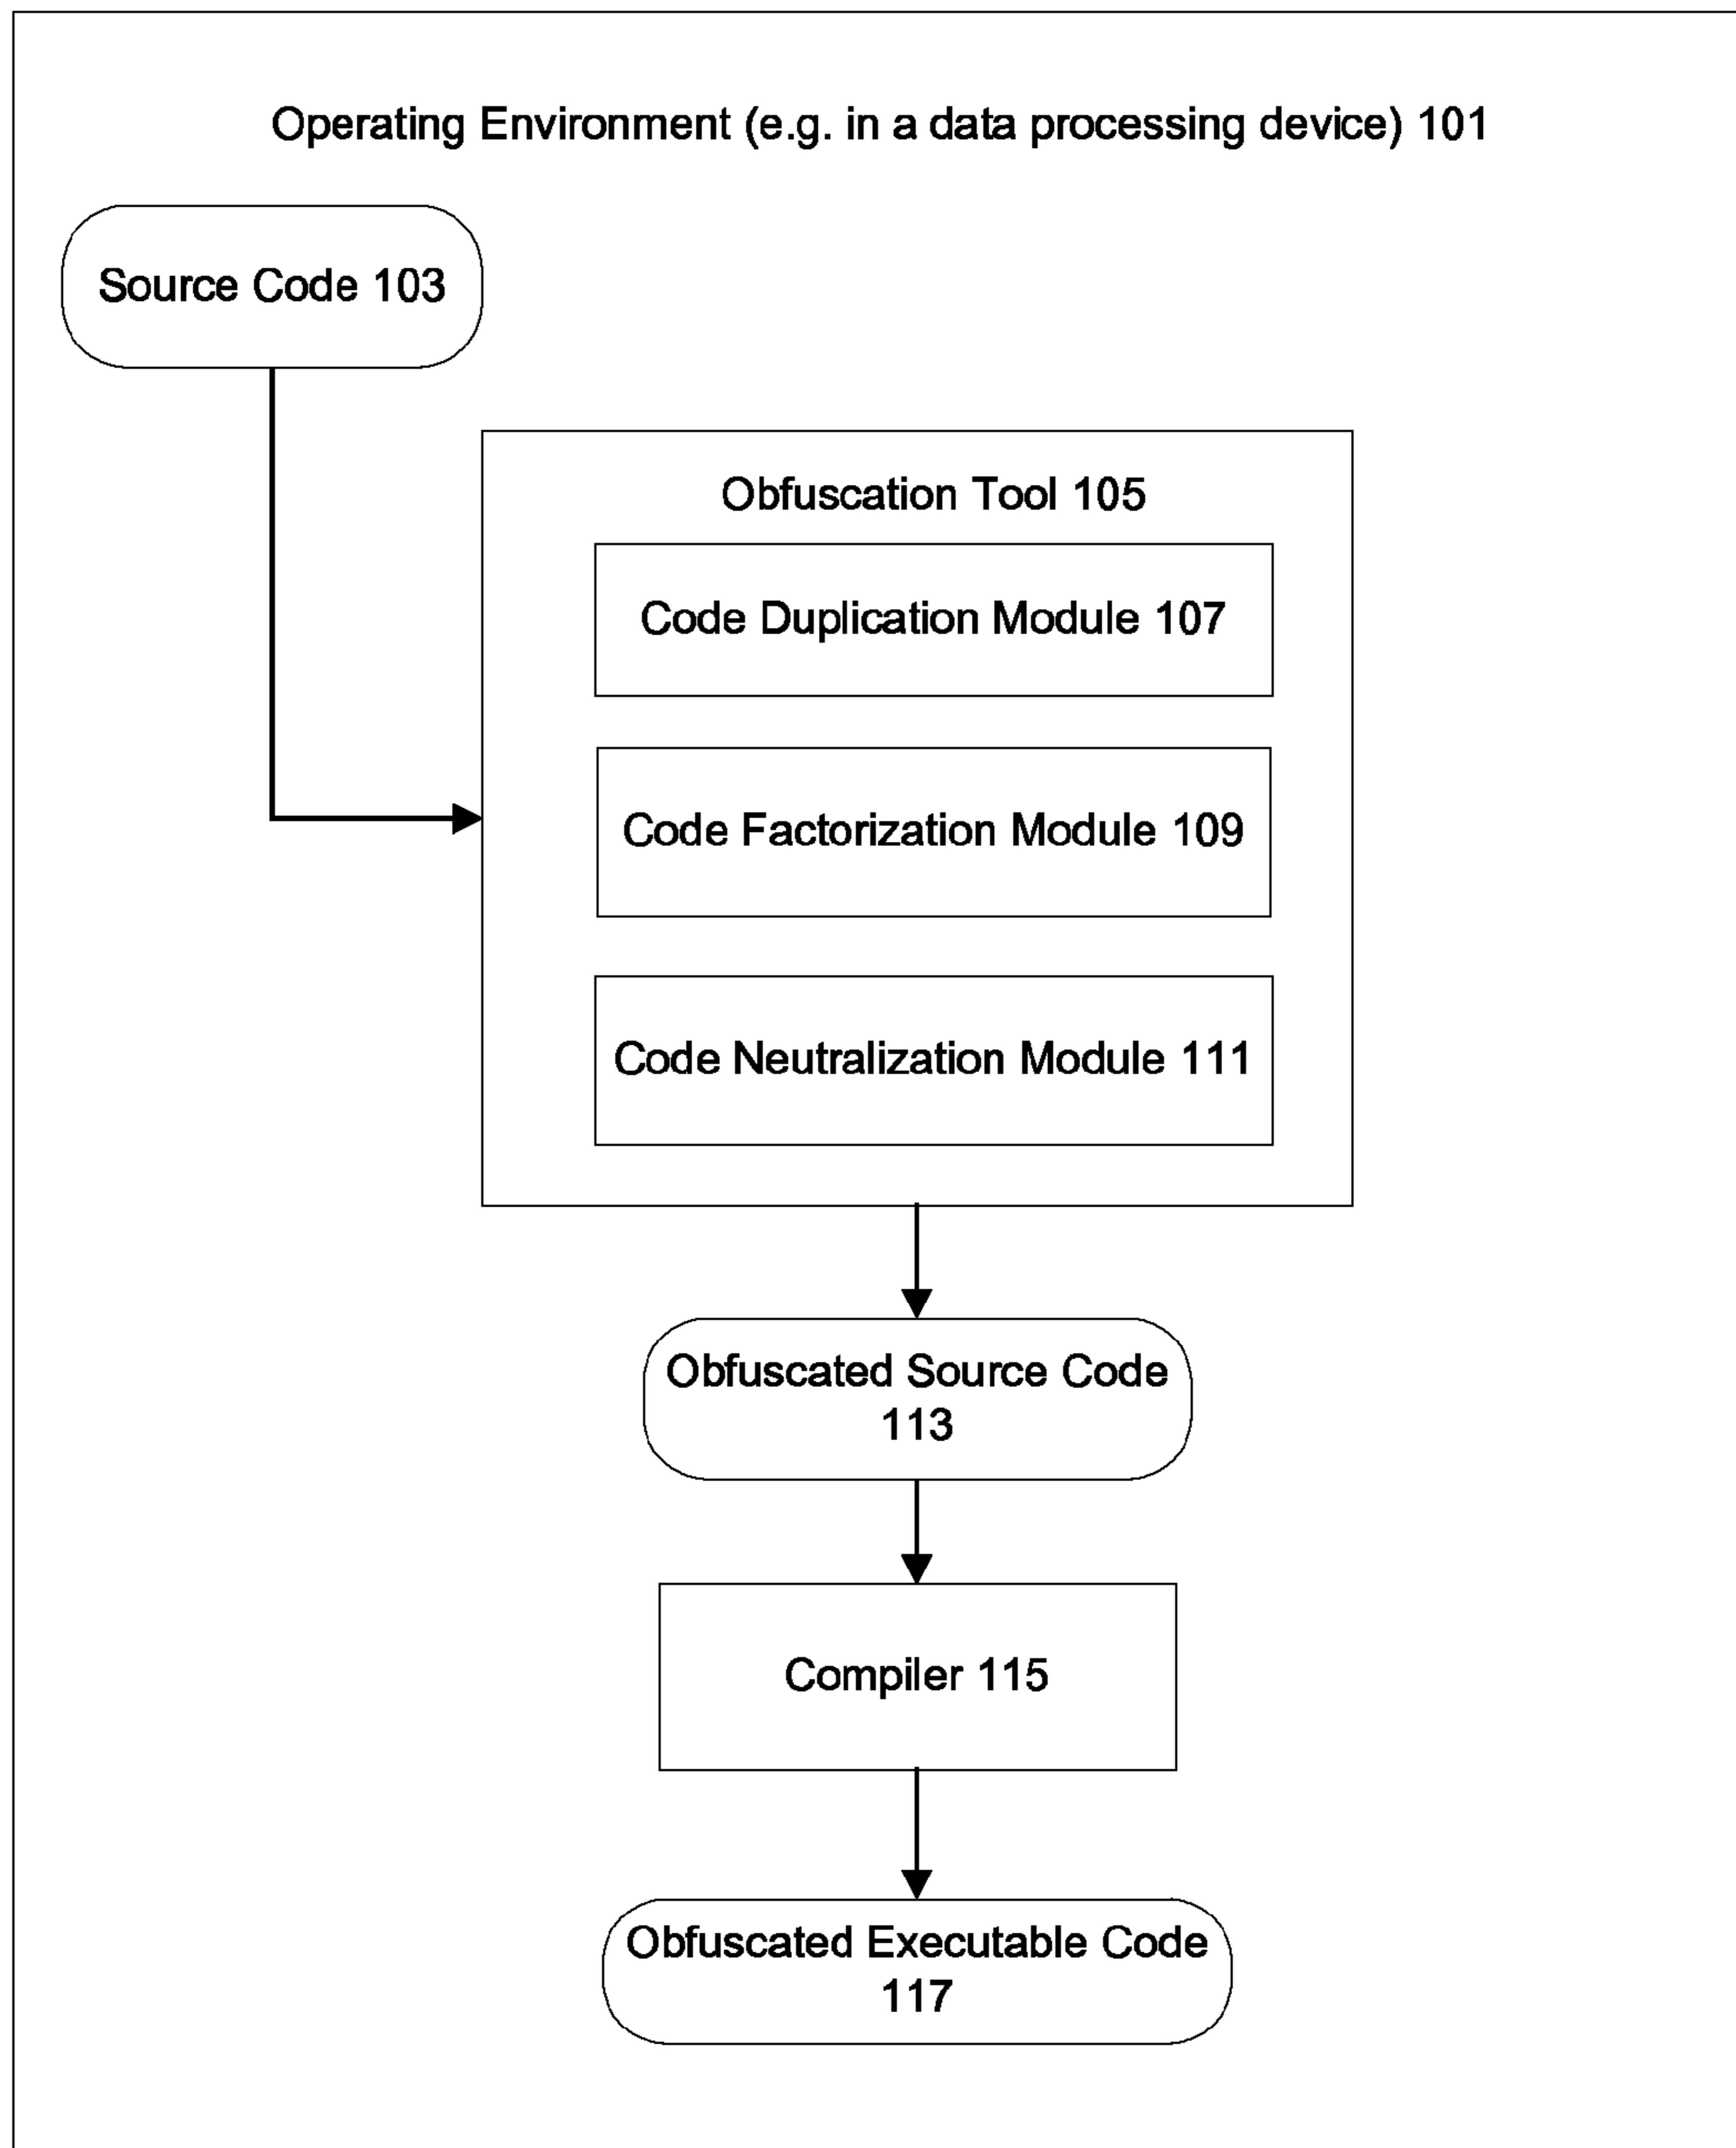 Operating Environment (e.g. in a data processing device) 101
Source Code 103
Obfuscation Tool 105
Code Duplication Module 107
Code Factorization Module 109
Code Neutralization Module 111
Obfuscated Source Code
113
Compiler 115
Obfuscated Executable Code
117